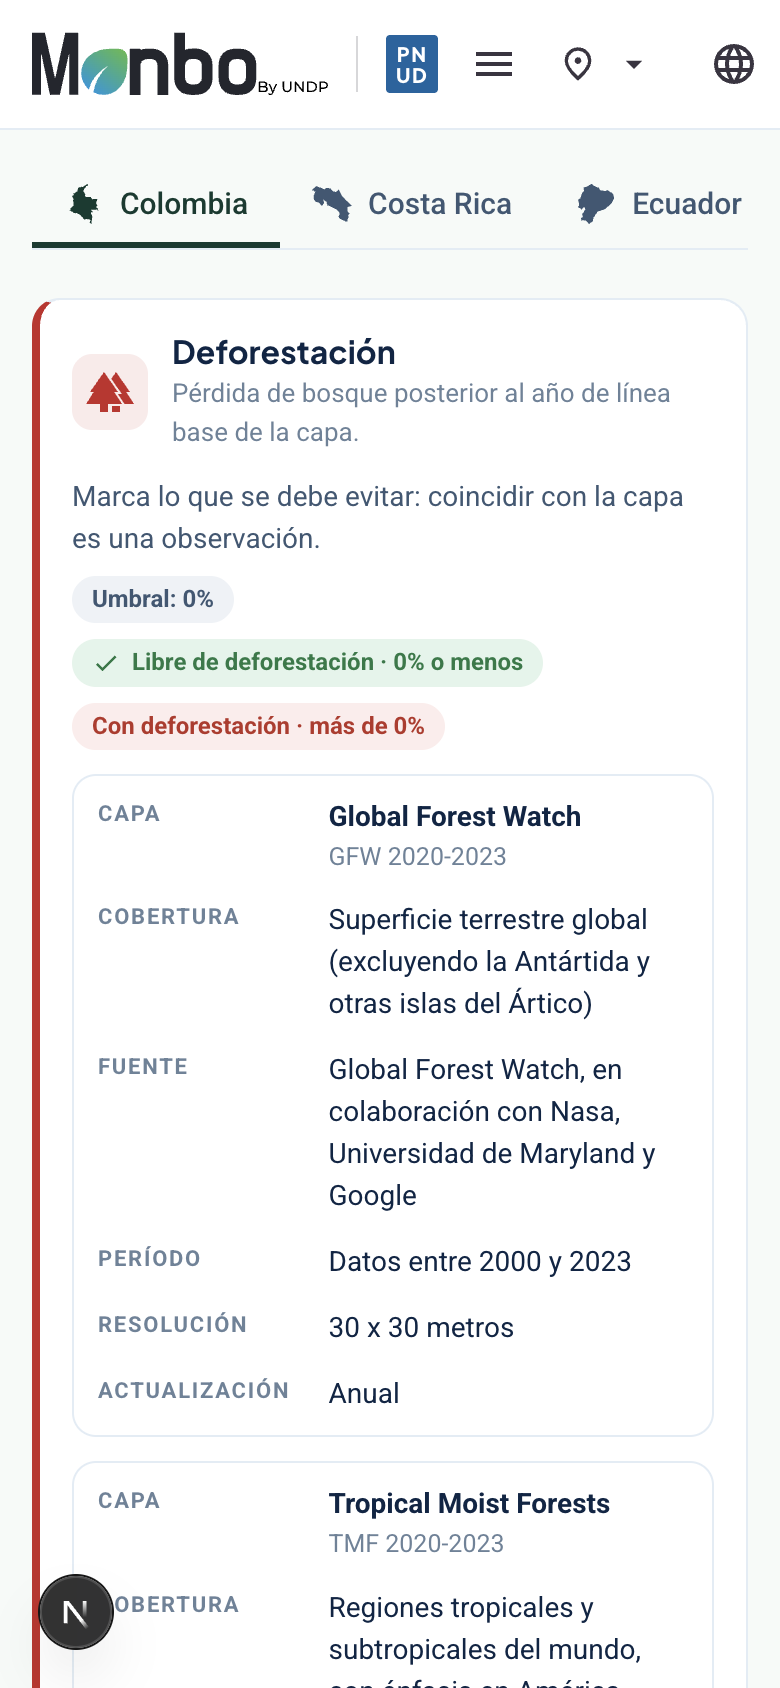 Monbo By UNDP
PN
UD
Colombia
Costa Rica
Ecuador
Deforestación
Pérdida de bosque posterior al año de línea
base de la capa.
Marca lo que se debe evitar: coincidir con la capa
es una observación.
Umbral: 0%
Libre de deforestación · 0% o menos
Con deforestación · más de 0%
CAPA
Global Forest Watch
GFW 2020-2023
COBERTURA
Superficie terrestre global
(excluyendo la Antártida y
otras islas del Ártico)
FUENTE
Global Forest Watch, en
colaboración con Nasa,
Universidad de Maryland y
Google
PERÍODO
Datos entre 2000 y 2023
RESOLUCIÓN
30 x 30 metros
ACTUALIZACIÓN
Anual
CAPA
Tropical Moist Forests
TMF 2020-2023
N
OBERTURA
Regiones tropicales y
subtropicales del mundo,
con énfasis en América